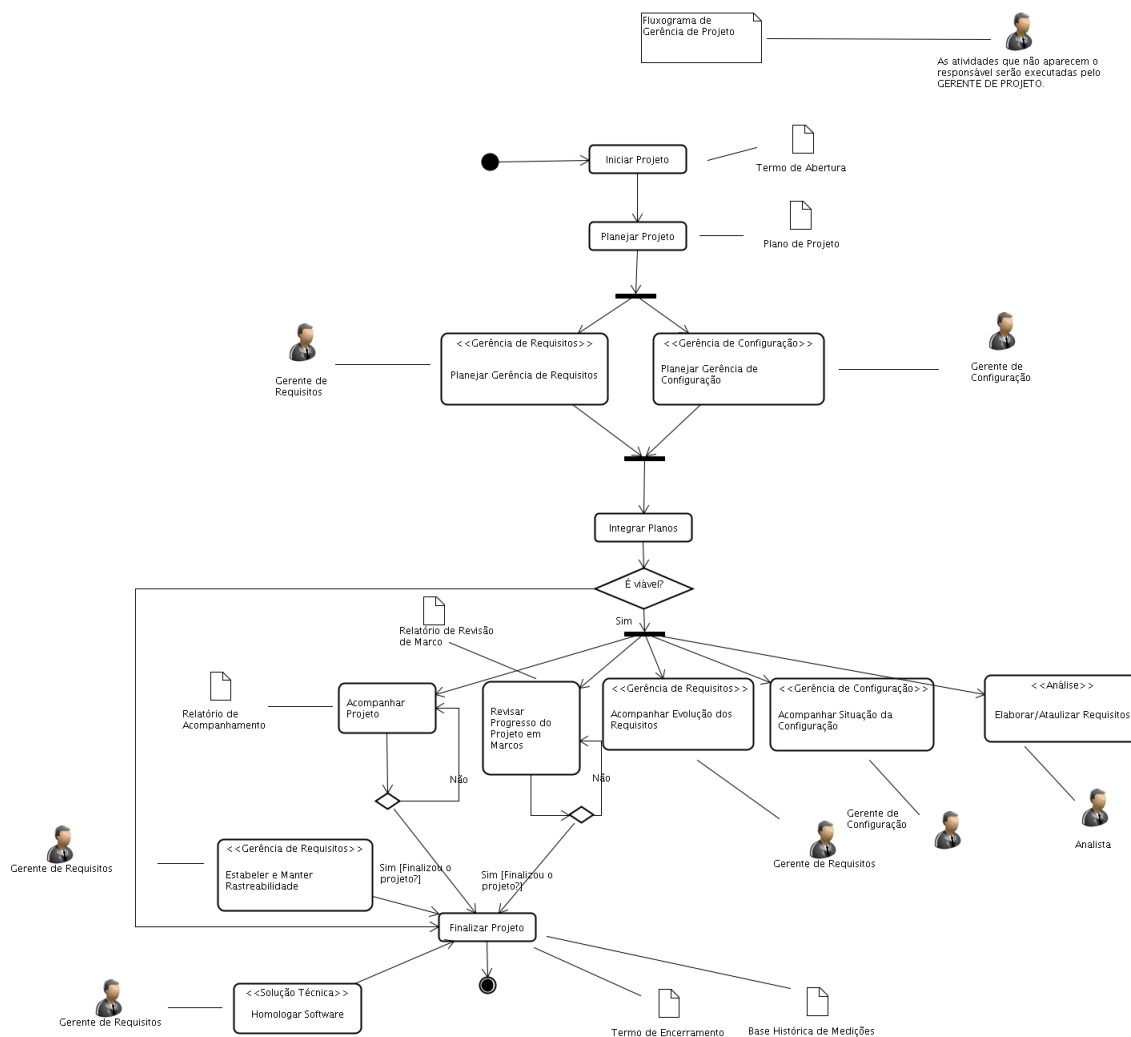 Fluxograma de
Gerência de Projeto
As atividades que não aparecem o
responsável serão executadas pelo
GERENTE DE PROJETO.
Iniciar Projeto
Termo de Abertura
Planejar Projeto
Plano de Projeto
<<Gerência de Requisitos>>
Planejar Gerência de Requisitos
<<Gerência de Configuração>>
Planejar Gerência de
Configuração
Gerente de
Requisitos
Gerente de
Configuração
Integrar Planos
É viável?
Sim
Relatório de Revisão
de Marco
Relatório de
Acompanhamento
Acompanhar
Projeto
Não
Revisar
Progresso do
Projeto em
Marcos
Não
<<Gerência de Requisitos>>
Acompanhar Evolução dos
Requisitos
<<Gerência de Configuração>>
Acompanhar Situação da
Configuração
<<Análise>>
Elaborar/Ataulizar Requisitos
Gerente de Requisitos
Gerente de
Configuração
Analista
Gerente de Requisitos
<<Gerência de Requisitos>>
Estabeler e Manter
Rastreabilidade
Sim [Finalizou o
projeto?]
Sim [Finalizou o
projeto?]
Finalizar Projeto
Gerente de Requisitos
<<Solução Técnica>>
Homologar Software
Termo de Encerramento
Base Histórica de Medições